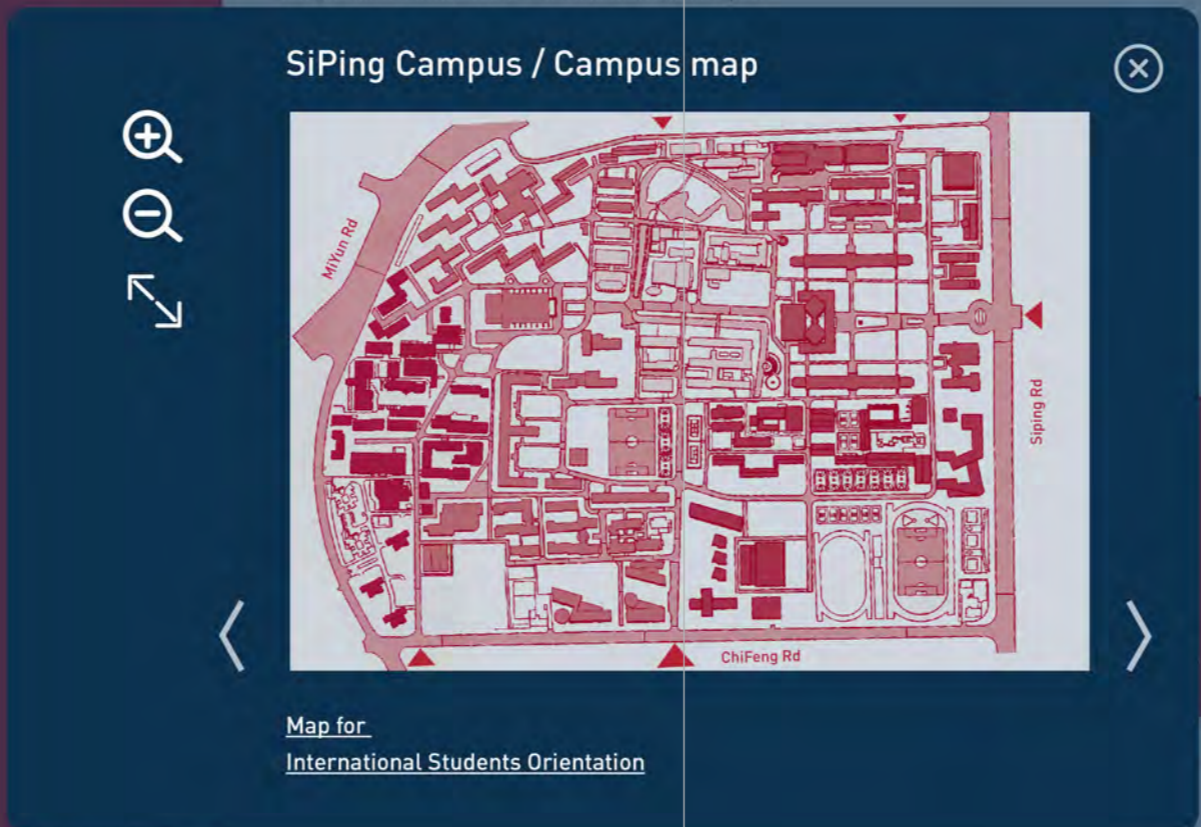 SiPing Campus / Campus map
MiYun Rd
Siping Rd
ChiFeng Rd
Map for
International Students Orientation